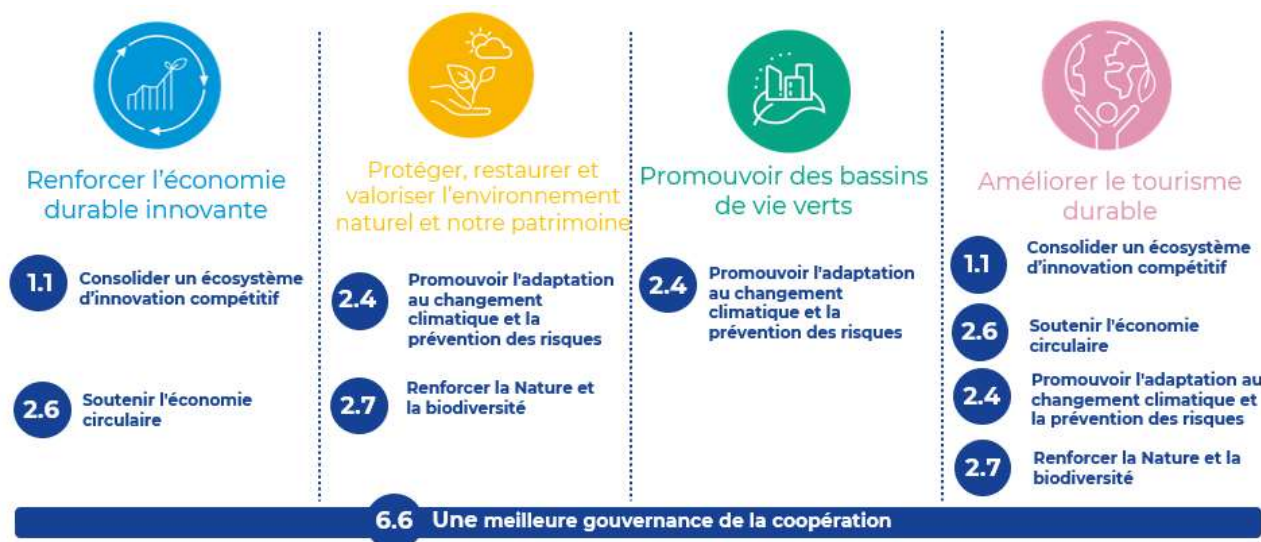 Renforcer l’économie
durable innovante
1.1
Consolider un écosystème
d’innovation compétitif
2.6
Soutenir l'économie
circulaire
Protéger, restaurer et
valoriser l’environnement
naturel et notre patrimoine
2.4
Promouvoir l'adaptation
au changement
climatique et la
prévention des risques
2.7
Renforcer la Nature et
la biodiversité
Promouvoir des bassins
de vie verts
2.4
Promouvoir l'adaptation
au changement
climatique et la
prévention des risques
Améliorer le tourisme
durable
1.1
Consolider un écosystème
d’innovation compétitif
2.6
Soutenir l'économie
circulaire
2.4
Promouvoir l'adaptation au
changement climatique et
la prévention des risques
2.7
Renforcer la Nature et la
biodiversité
6.6 Une meilleure gouvernance de la coopération